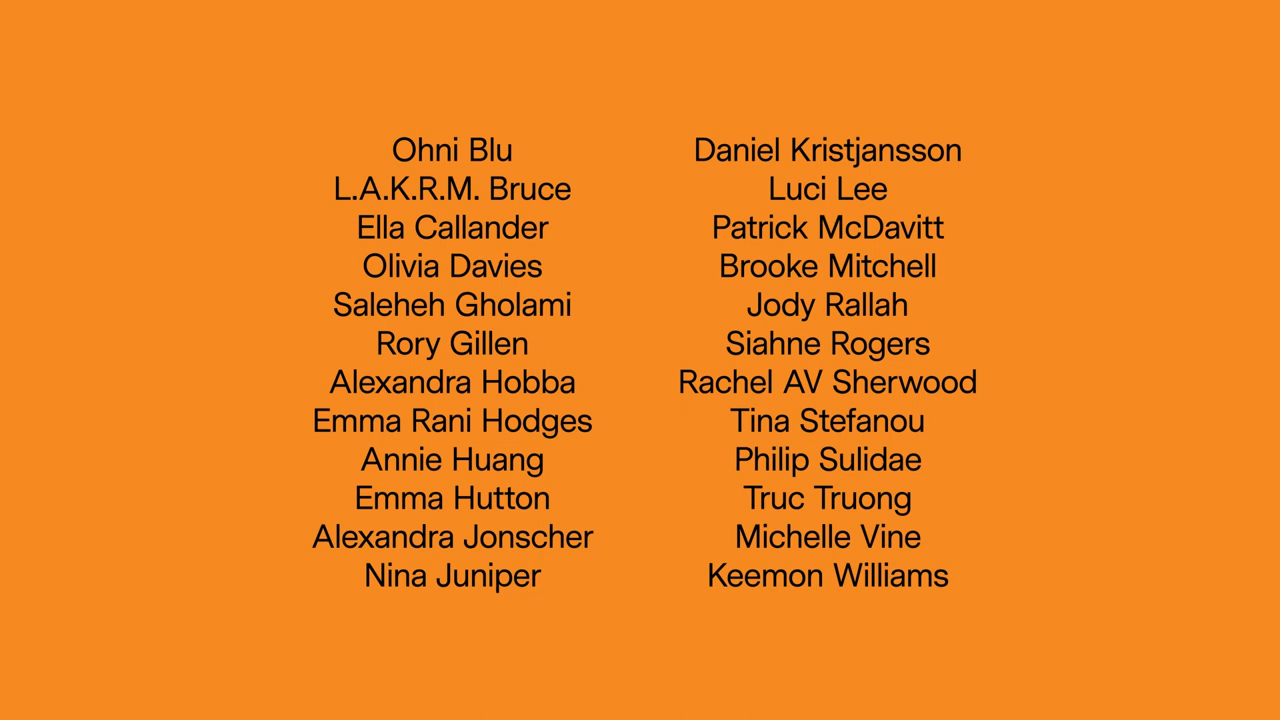 Ohni Blu
L.A.K.R.M. Bruce
Ella Callander
Olivia Davies
Saleheh Gholami
Rory Gillen
Alexandra Hobba
Emma Rani Hodges
Annie Huang
Emma Hutton
Alexandra Jonscher
Nina Juniper
Daniel Kristjansson
Luci Lee
Patrick McDavitt
Brooke Mitchell
Jody Rallah
Siahne Rogers
Rachel AV Sherwood
Tina Stefanou
Philip Sulidae
Truc Truong
Michelle Vine
Keemon Williams